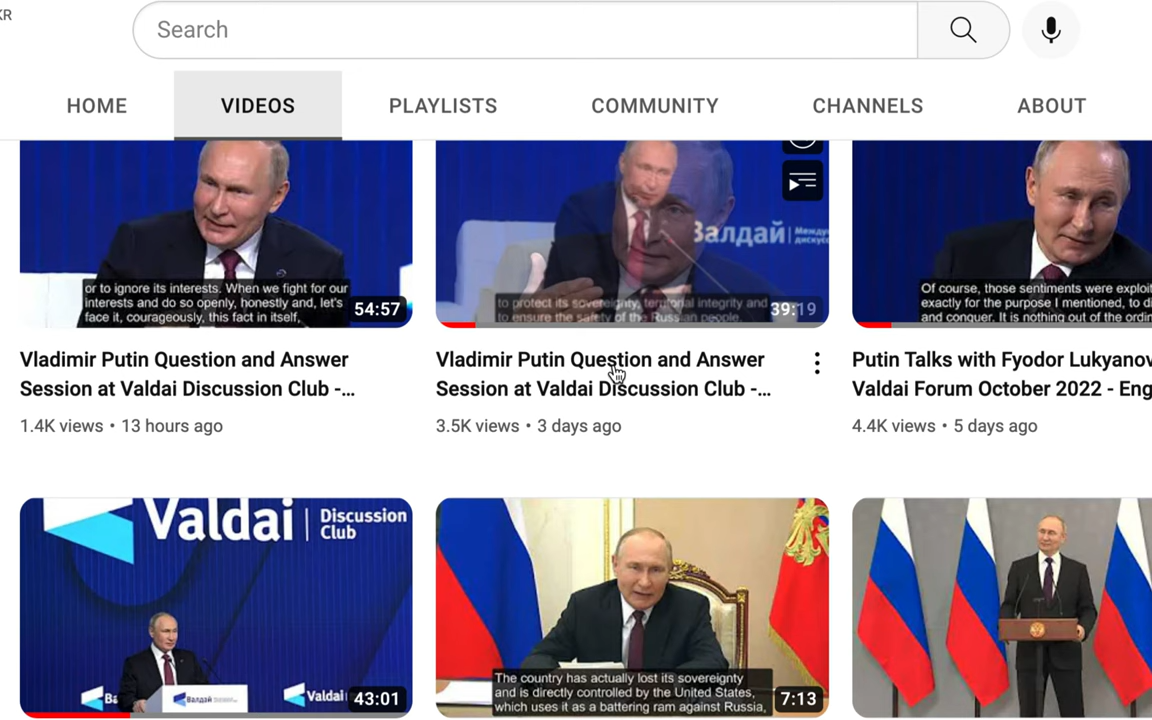 KR
Search
HOME
VIDEOS
PLAYLISTS
COMMUNITY
CHANNELS
ABOUT
or to ignore its interests. When we fight for our
interests and do so openly, honestly and, let's
face it, courageously, this fact in itself,
54:57
Валдай
to protect its sovereignty, territorial integrity and
to ensure the safety of the Russian people.
39:19
Of course, those sentiments were exploit
exactly for the purpose I mentioned, to di
and conquer. It is nothing out of the ordin
Vladimir Putin Question and Answer
Session at Valdai Discussion Club -...
1.4K views • 13 hours ago
Vladimir Putin Question and Answer
Session at Valdai Discussion Club -...
3.5K views • 3 days ago
Putin Talks with Fyodor Lukyanov
Valdai Forum October 2022 - Eng
4.4K views • 5 days ago
Valdai
Discussion
Club
Ва
Валдай
Valdai
43:01
The country has actually lost its sovereignty
and is directly controlled by the United States,
which uses it as a battering ram against Russia,
7:13